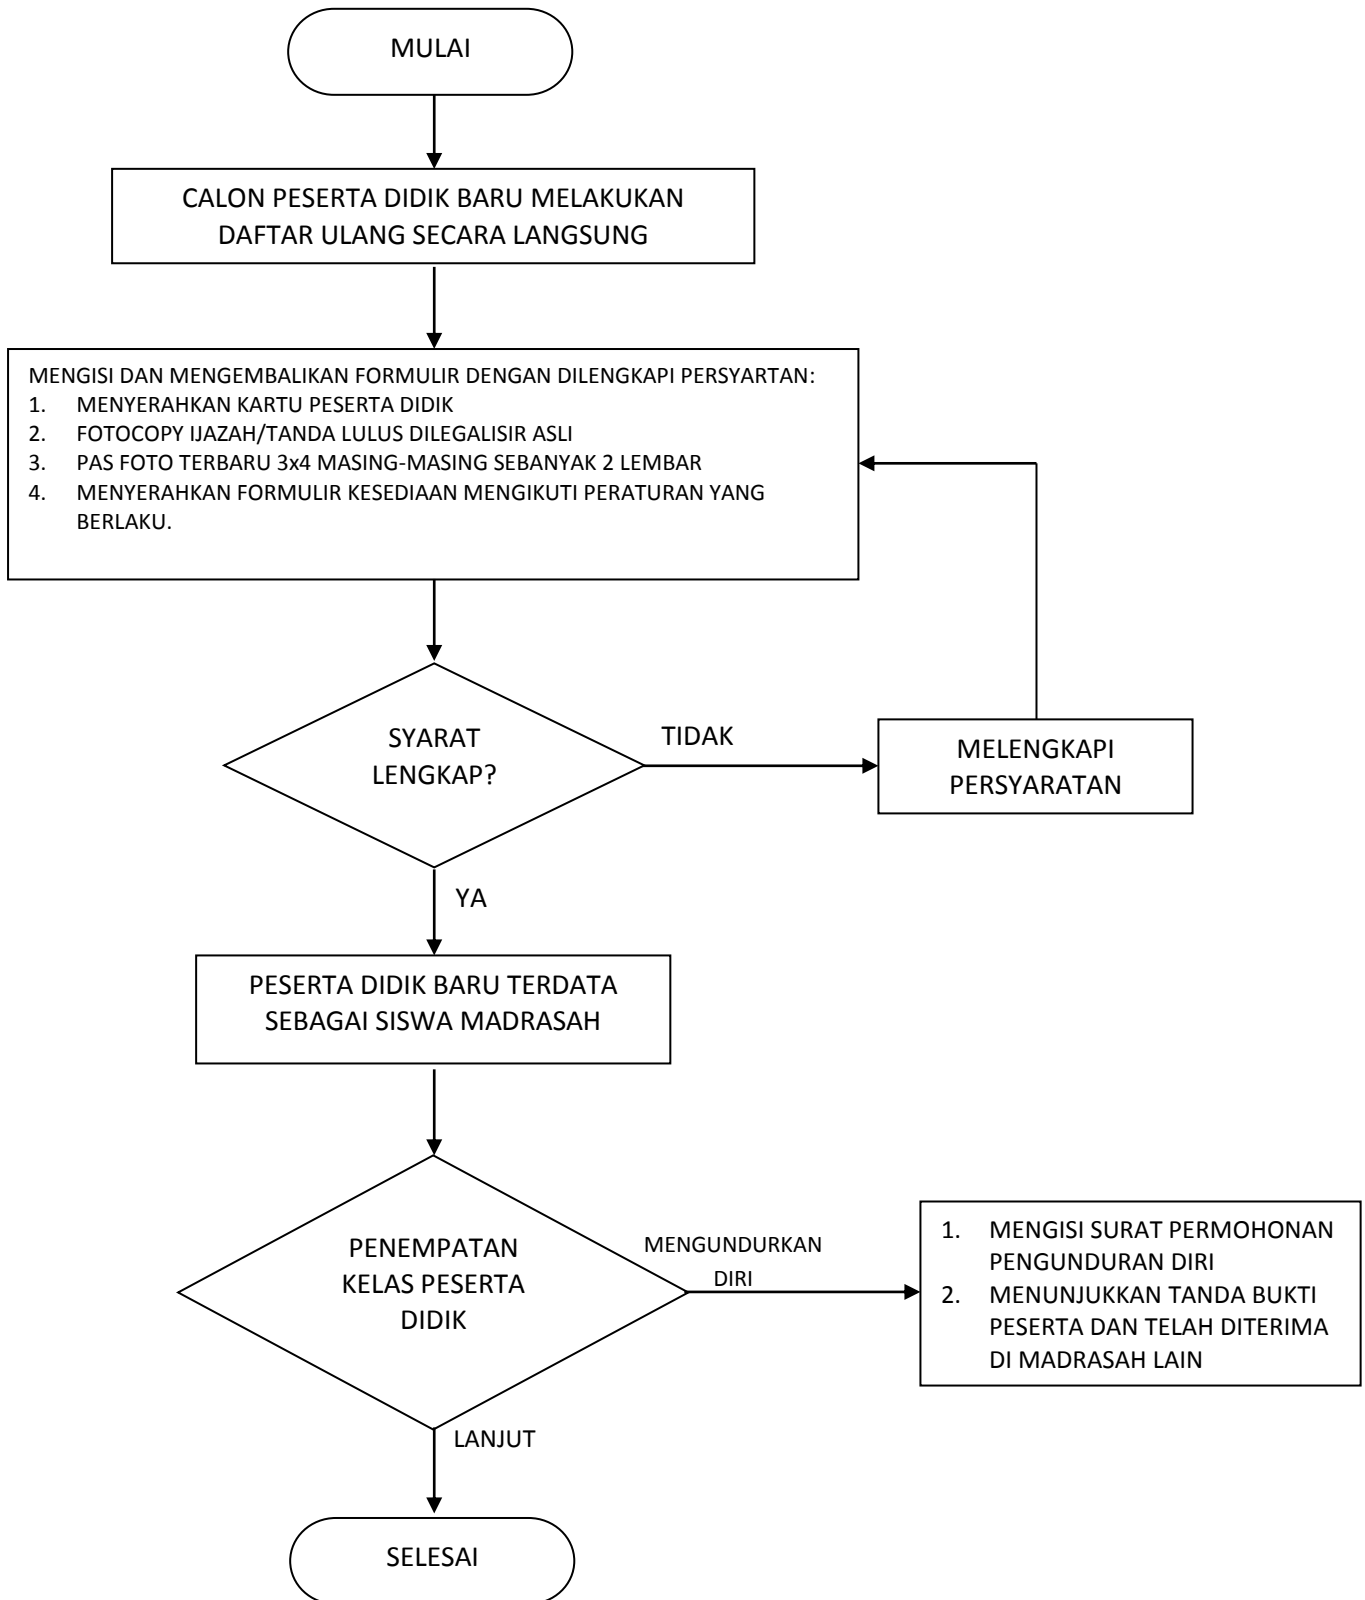 MULAI
CALON PESERTA DIDIK BARU MELAKUKAN
DAFTAR ULANG SECARA LANGSUNG
MENGISI DAN MENGEMBALIKAN FORMULIR DENGAN DILENGKAPI PERSYARTAN:
1. MENYERAHKAN KARTU PESERTA DIDIK
2. FOTOCOPY IJAZAH/TANDA LULUS DILEGALISIR ASLI
3. PAS FOTO TERBARU 3x4 MASING-MASING SEBANYAK 2 LEMBAR
4. MENYERAHKAN FORMULIR KESEDIAAN MENGIKUTI PERATURAN YANG
BERLAKU.
SYARAT
LENGKAP?
TIDAK
MELENGKAPI
PERSYARATAN
YA
PESERTA DIDIK BARU TERDATA
SEBAGAI SISWA MADRASAH
PENEMPATAN
KELAS PESERTA
DIDIK
MENGUNDURKAN
DIRI
1. MENGISI SURAT PERMOHONAN
PENGUNDURAN DIRI
2. MENUNJUKKAN TANDA BUKTI
PESERTA DAN TELAH DITERIMA
DI MADRASAH LAIN
LANJUT
SELESAI